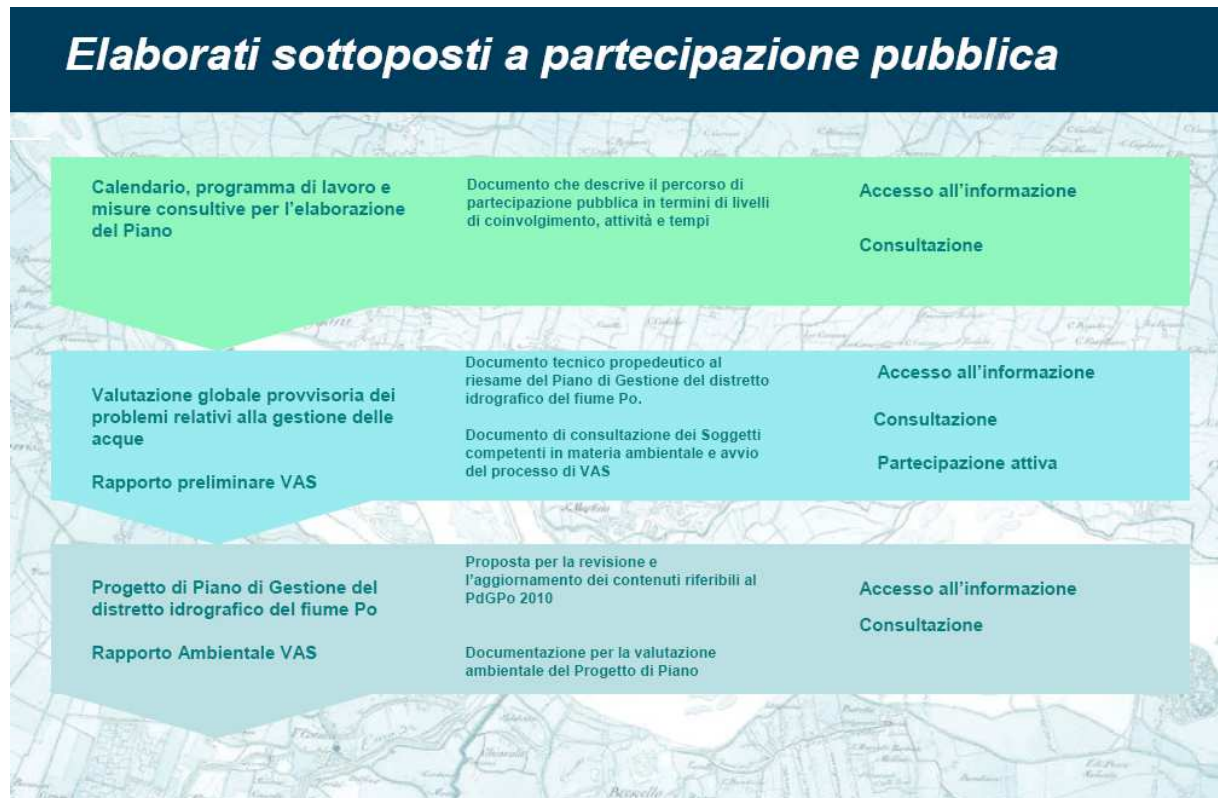 Elaborati sottoposti a partecipazione pubblica
Calendario, programma di lavoro e
misure consultive per l'elaborazione
del Piano
Documento che descrive il percorso di
partecipazione pubblica in termini di livelli
di coinvolgimento, attività e tempi
Accesso all'informazione
Consultazione
Valutazione globale provvisoria dei
problemi relativi alla gestione delle
acque
Rapporto preliminare VAS
Documento tecnico propedeutico al
riesame del Piano di Gestione del distretto
idrografico del fiume Po.
Documento di consultazione dei Soggetti
competenti in materia ambientale e avvio
del processo di VAS
Accesso all'informazione
Consultazione
Partecipazione attiva
Progetto di Piano di Gestione del
distretto idrografico del fiume Po
Rapporto Ambientale VAS
Proposta per la revisione e
l'aggiornamento dei contenuti riferibili al
PdGPo 2010
Documentazione per la valutazione
ambientale del Progetto di Piano
Accesso all'informazione
Consultazione
Brescello